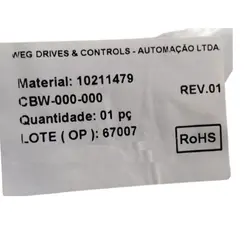 WEG DRIVES & CONTROLS - AUTOMAÇÃO LTDA
Material: 10211479
CBW-000-000
REV.01
Quantidade: 01 pç
LOTE ( OP ): 67007
RoHS